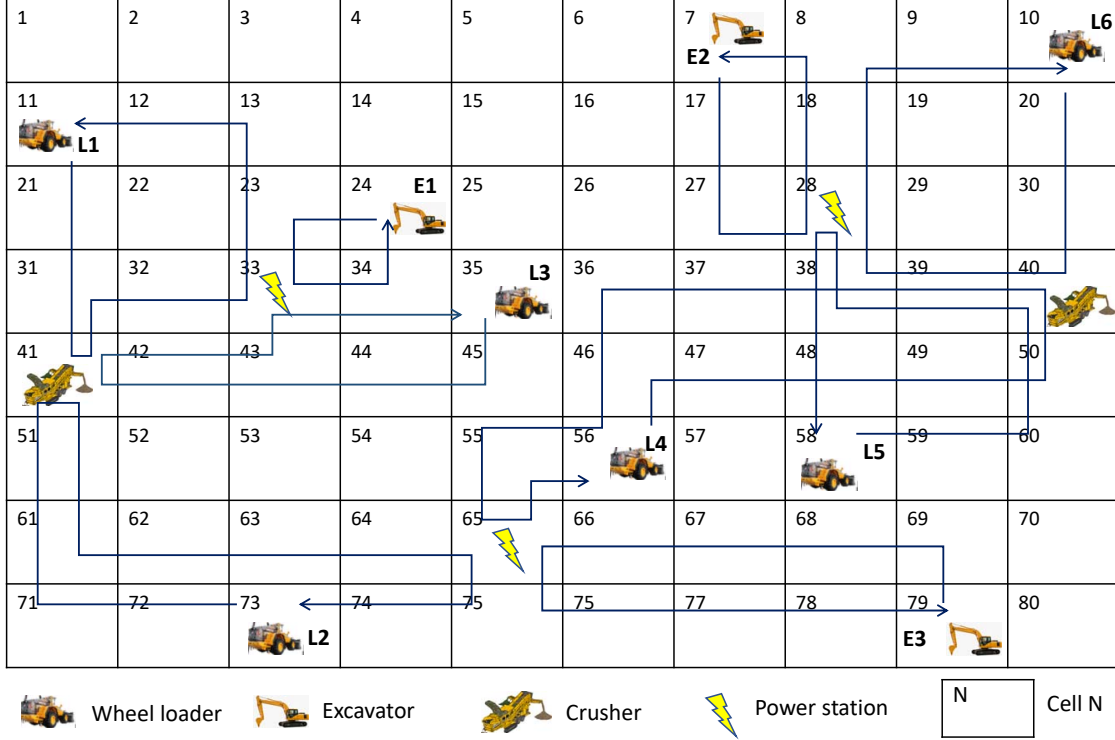 1 2 3 4 5 6 7 8 9 10 L6
E2
11 12 13 14 15 16 17 18 19 20
L1
21 22 23 24 E1 25 26 27 28 29 30
31 32 33 34 35 L3 36 37 38 39 40
41 42 43 44 45 46 47 48 49 50
51 52 53 54 55 56 L4 57 58 L5 59 60
61 62 63 64 65 66 67 68 69 70
71 72 73 74 75 75 77 78 79 80
L2 E3
Wheel loader Excavator Crusher Power station N Cell N